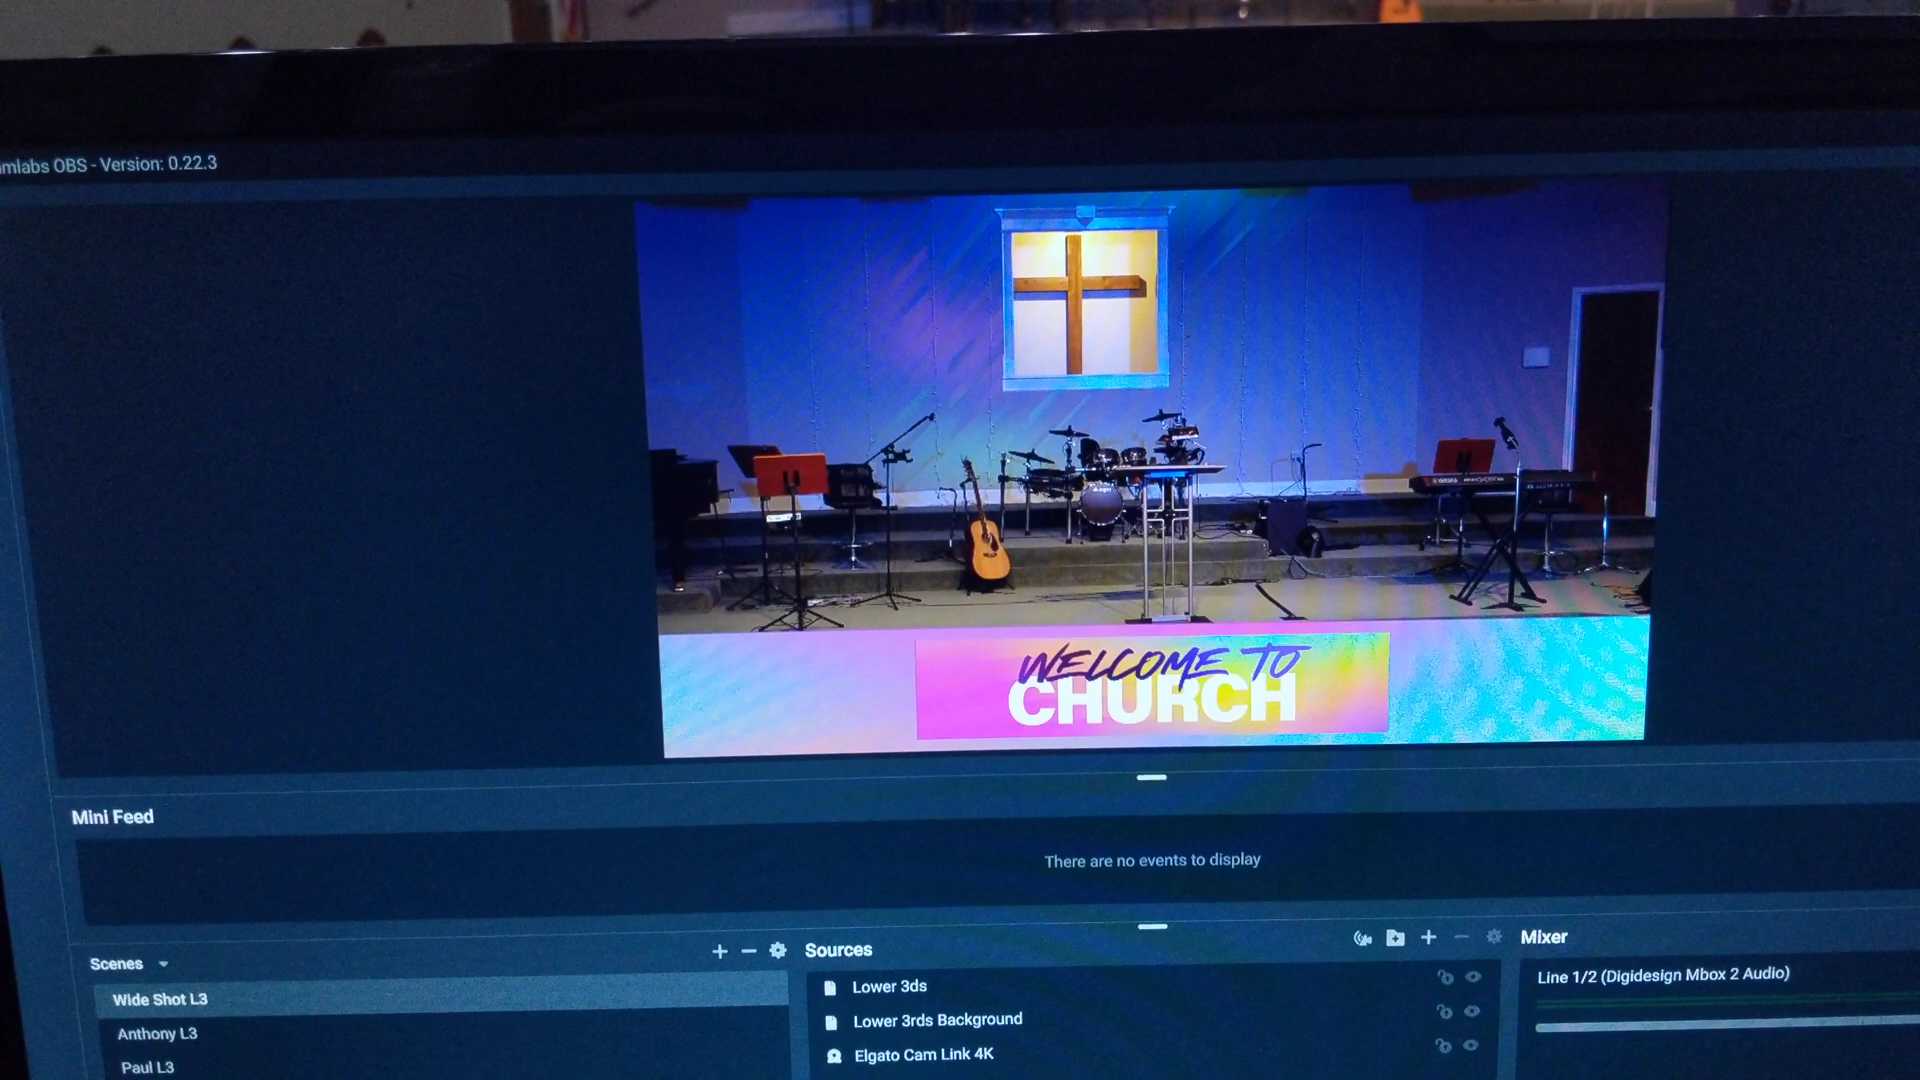 mlabs OBS - Version: 0.22.3
WELCOME TO
CHURCH
Mini Feed
There are no events to display
Scenes
Wide Shot L3
Anthony L3
Paul L3
Sources
Lower 3ds
Lower 3rds Background
Elgato Cam Link 4K
Mixer
Line 1/2 (Digidesign Mbox 2 Audio)